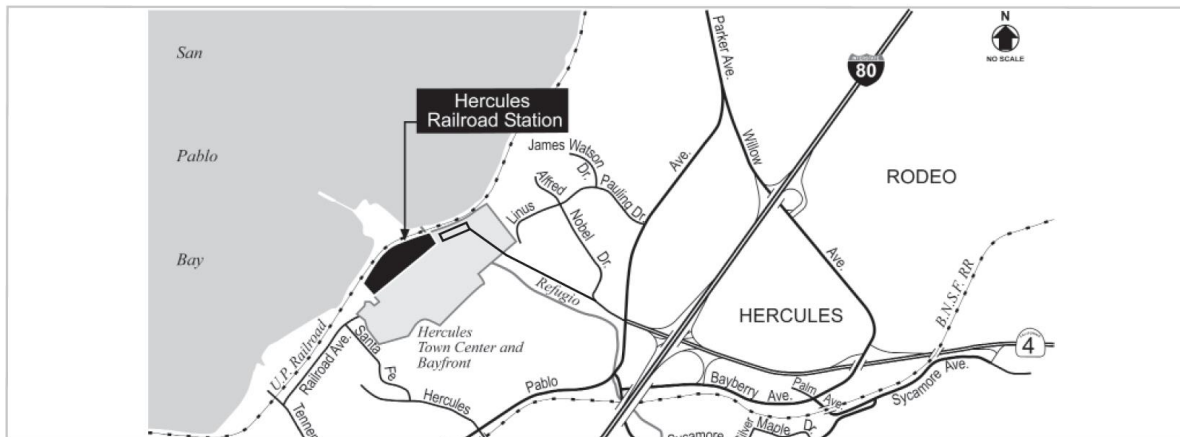 San
Pablo
Bay
Hercules
Railroad Station
N
NO SCALE
80
Parker Ave.
Willow
Ave.
RODEO
James Watson
Dr.
Alfred
Nobel
Dr.
Pauling Dr.
Linus
Ave.
Refugio
HERCULES
B.N.S.F. RR
4
Hercules
Town Center and
Bayfront
U.P. Railroad
Railroad Ave.
Santa
Fe
Hercules
Pablo
Bayberry
Ave.
Palm Ave.
Sycamore Ave.
Maple
Dr
Sycamore